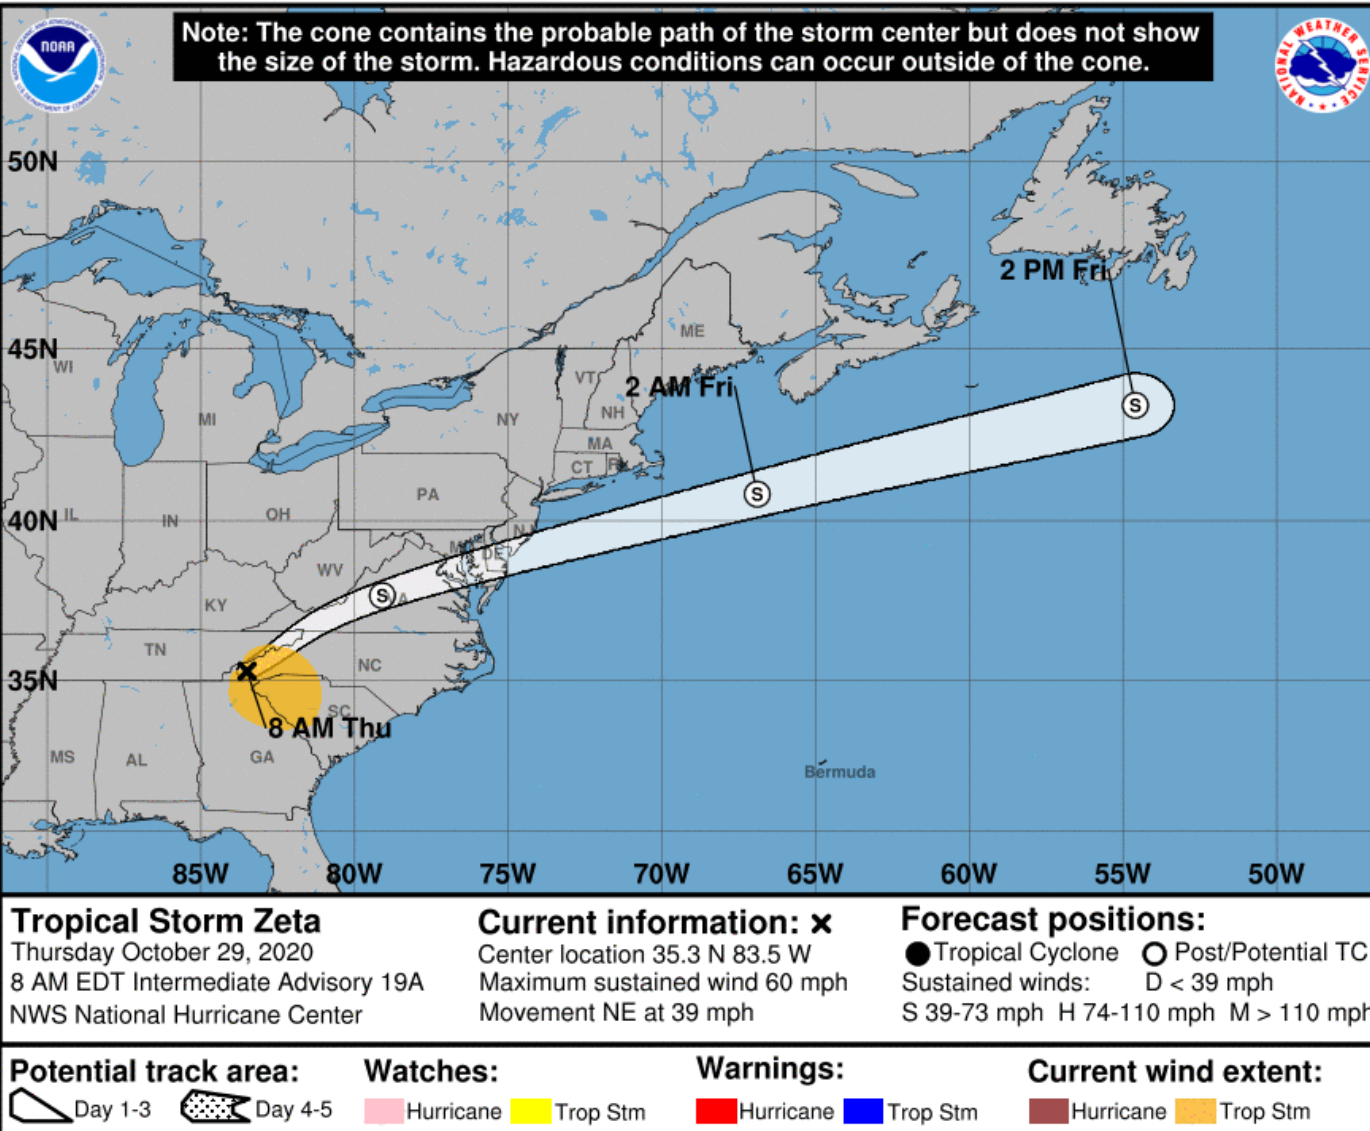 Note: The cone contains the probable path of the storm center but does not show
the size of the storm. Hazardous conditions can occur outside of the cone.
NOAA
NATIONAL OCEANIC AND ATMOSPHERIC ADMINISTRATION
U.S. DEPARTMENT OF COMMERCE
NATIONAL WEATHER SERVICE
50N
2 PM Fri
45N
WI
ME
VT
2 AM Fri
MI
NY
NH
MA
CT
S
PA
S
IL
40N
IN
OH
DE
WV
S
KY
TN
NC
35N
SC
8 AM Thu
MS
AL
GA
Bermuda
85W 80W 75W 70W 65W 60W 55W 50W
Tropical Storm Zeta
Thursday October 29, 2020
8 AM EDT Intermediate Advisory 19A
NWS National Hurricane Center
Current information: ×
Center location 35.3 N 83.5 W
Maximum sustained wind 60 mph
Movement NE at 39 mph
Forecast positions:
Tropical Cyclone Post/Potential TC
Sustained winds: D < 39 mph
S 39-73 mph H 74-110 mph M > 110 mph
Potential track area:
Day 1-3 Day 4-5
Watches:
Hurricane Trop Stm
Warnings:
Hurricane Trop Stm
Current wind extent:
Hurricane Trop Stm